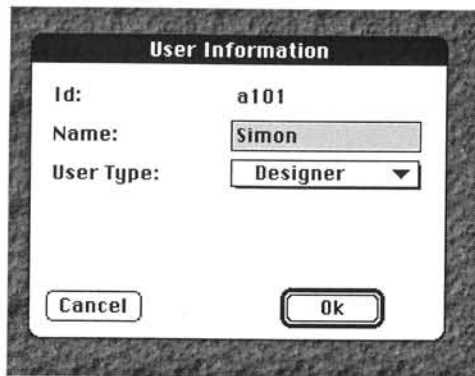 User Information
Id: a101
Name: Simon
User Type: Designer
Cancel Ok